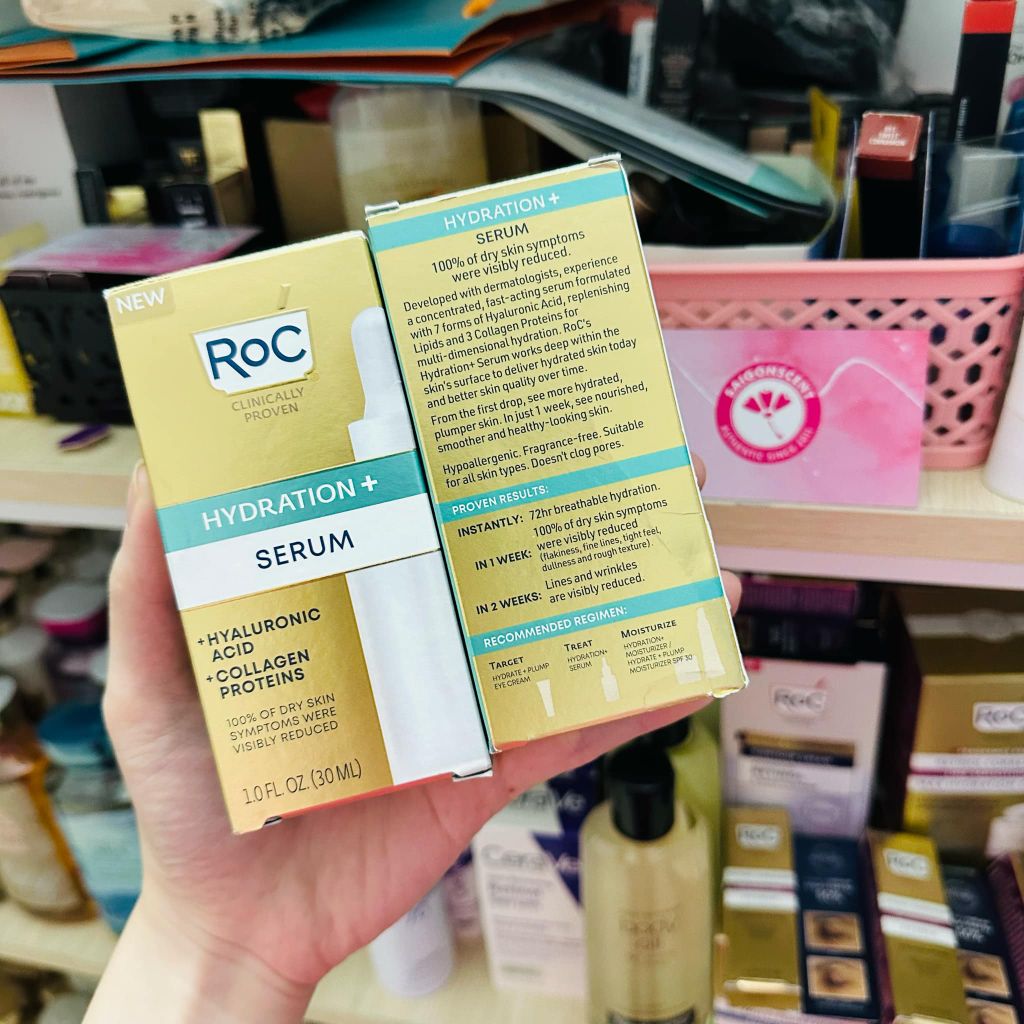 NEW
RoC
CLINICALLY
PROVEN
HYDRATION+
SERUM
+HYALURONIC
ACID
+COLLAGEN
PROTEINS
100% OF DRY SKIN
SYMPTOMS WERE
VISIBLY REDUCED
1.0 FL. OZ. (30 ML)
HYDRATION+
SERUM
100% of dry skin symptoms
were visibly reduced.
Developed with dermatologists, experience
a concentrated, fast-acting serum formulated
with 7 forms of Hyaluronic Acid, replenishing
Lipids and 3 Collagen Proteins for
multi-dimensional hydration. RoC's
Hydration+ Serum works deep within the
skin's surface to deliver hydrated skin today
and better skin quality over time.
From the first drop, see more hydrated,
plumper skin. In just 1 week, see nourished,
smoother and healthy-looking skin.
Hypoallergenic. Fragrance-free. Suitable
for all skin types. Doesn't clog pores.
PROVEN RESULTS:
INSTANTLY: 72hr breathable hydration.
IN 1 WEEK: 100% of dry skin symptoms
were visibly reduced
(flakiness, fine lines, tight feel,
dullness and rough texture).
IN 2 WEEKS: Lines and wrinkles
are visibly reduced.
RECOMMENDED REGIMEN:
TARGET
HYDRATE + PLUMP
EYE CREAM
TREAT
HYDRATION+
SERUM
MOISTURIZE
HYDRATION+
MOISTURIZER /
HYDRATE + PLUMP
MOISTURIZER SPF 30
SAIGONSCENT
AUTHENTIC SINCE 2015
RoC
RoC
CeraVe
RoC
RoC